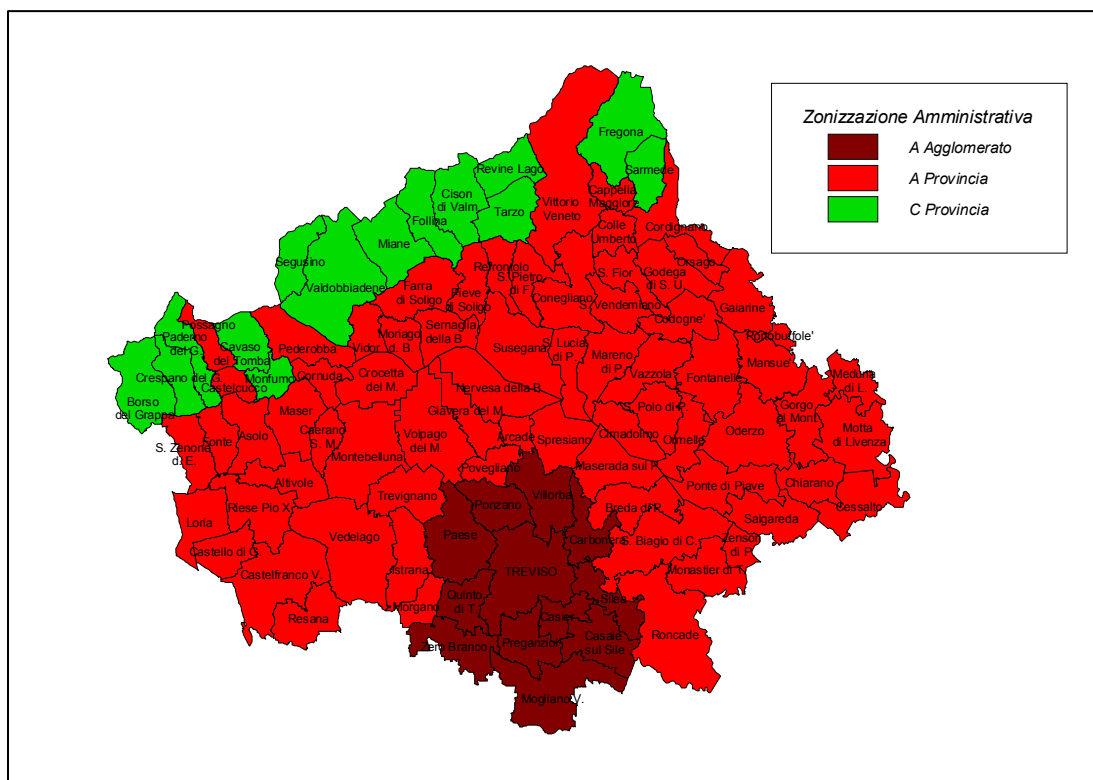 Zonizzazione Amministrativa
A Agglomerato
A Provincia
C Provincia
Fregona
Sarmede
Revine Lago
Cison
di Valm.
Tarzo
Follina
Miane
Segusino
Valdobbiadene
Vittorio
Veneto
Cappella
Maggiore
Colle
Umberto
Cordignano
Orsago
Refrontolo
S. Pietro
di F.
Conegliano
S. Fior
Godega
di S. U.
S. Vendemiano
Codogne'
Gaiarine
Portobuffole'
Mansue'
Farra
di Soligo
Pieve
di Soligo
Sernaglia
della B.
Moriago
d. B.
Vidor
Pederobba
Possagno
Paderno
del G.
Cavaso
del Tomba
Monfumo
Crespano del G.
Castelcucco
Borso
del Grappa
Cornuda
Crocetta
del M.
Susegana
S. Lucia
di P.
Mareno
di P.
Vazzola
Fontanelle
Meduna
di L.
Gorgo
al Mont.
Motta
di Livenza
Nervesa della B.
Giavera del M.
S. Polo di P.
Cimadolmo
Ormelle
Oderzo
Maser
Caerano
S. M.
Montebelluna
Volpago
del M.
Arcade
Spresiano
Asolo
Fonte
S. Zenone
d. E.
Altivole
Povegliano
Maserada sul P.
Ponte di Piave
Chiarano
Cessalto
Trevignano
Loria
Riese Pio X
Vedelago
Ponzano
Villorba
Breda di P.
Salgareda
Paese
Carbonera
S. Biagio di C.
Zenson
di P.
Castello di G.
Castelfranco V.
Istrana
TREVISO
Monastier di T.
Resana
Morgano
Quinto
di T.
Silea
Casier
Roncade
Zero Branco
Preganziol
Casale
sul Sile
Mogliano V.